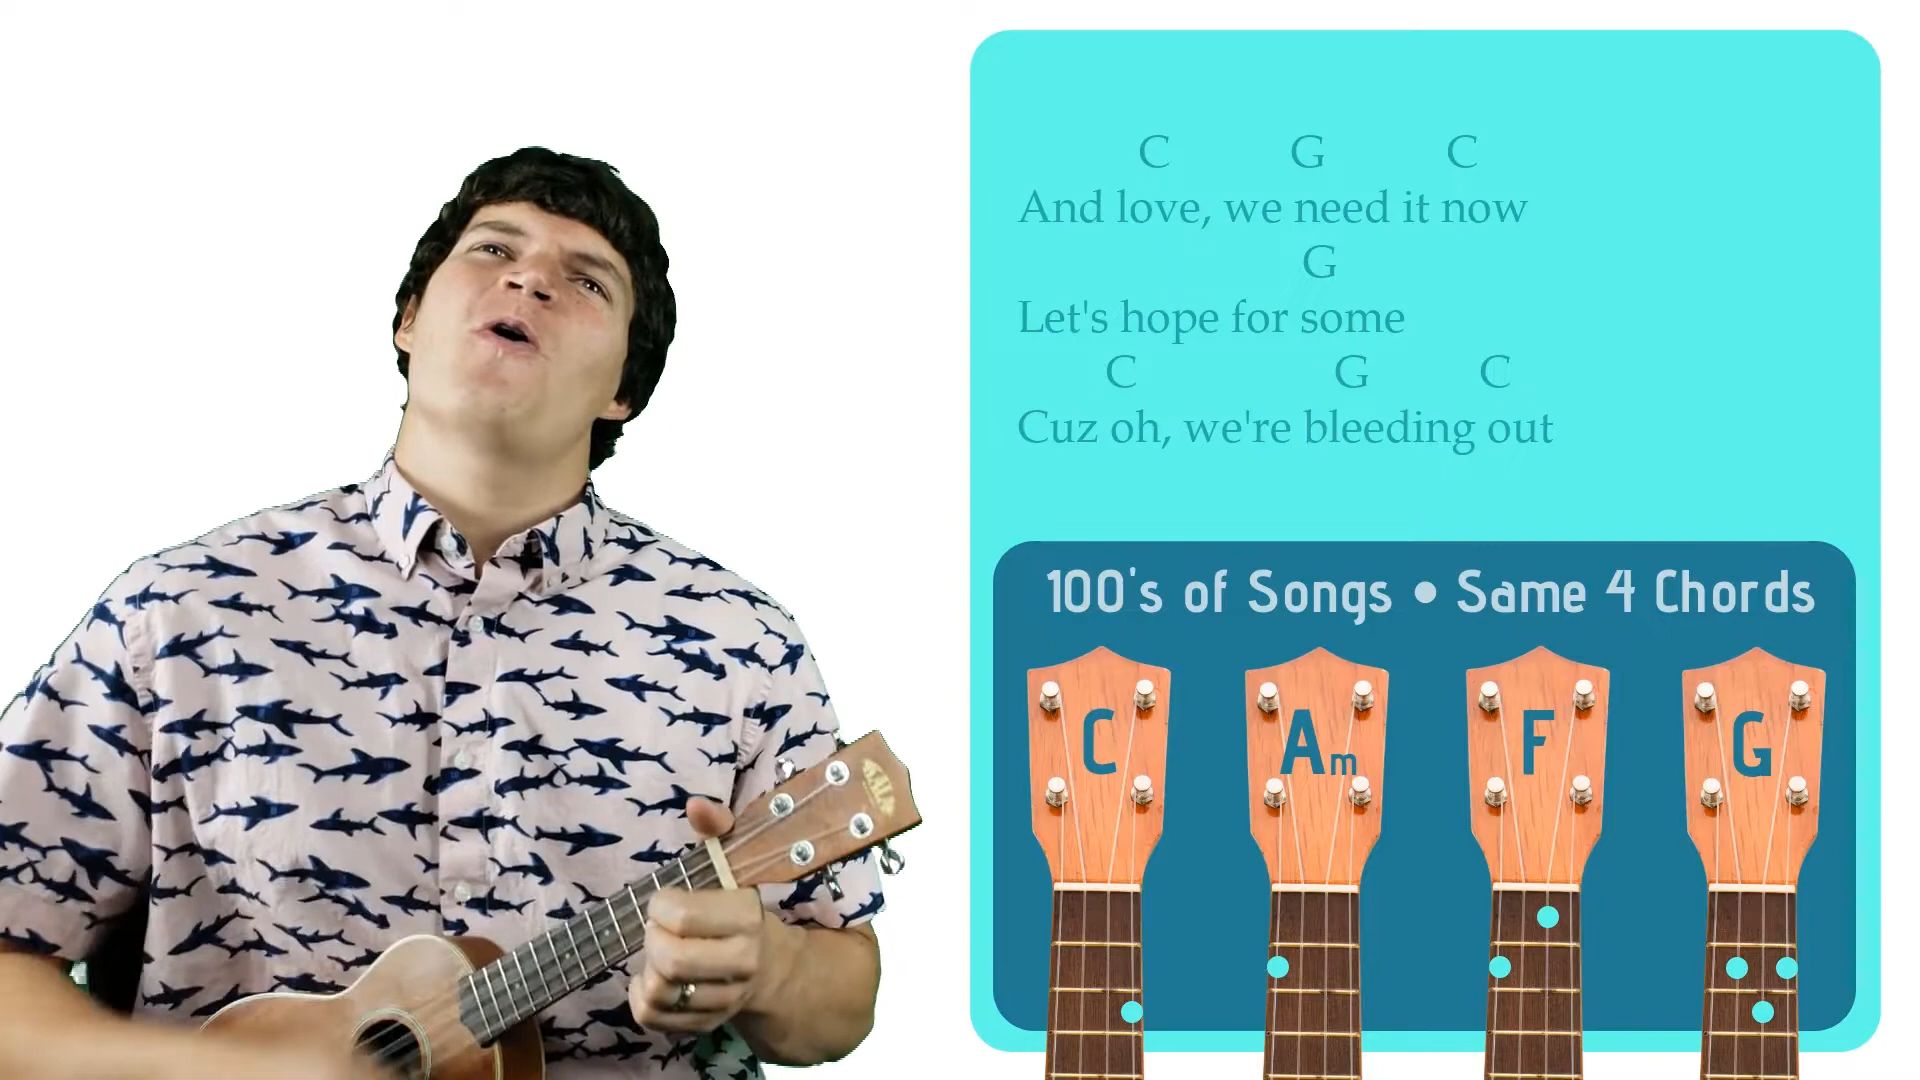 C G C
And love, we need it now
G
Let's hope for some
C G C
Cuz oh, we're bleeding out
100's of Songs • Same 4 Chords
C Am F G